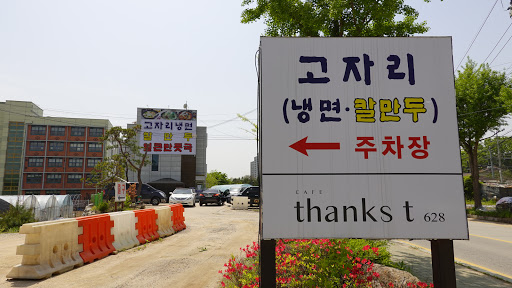 고자리
(냉면·칼만두)
← 주차장
CAFE
thanks t 628
고자리냉면
칼만두